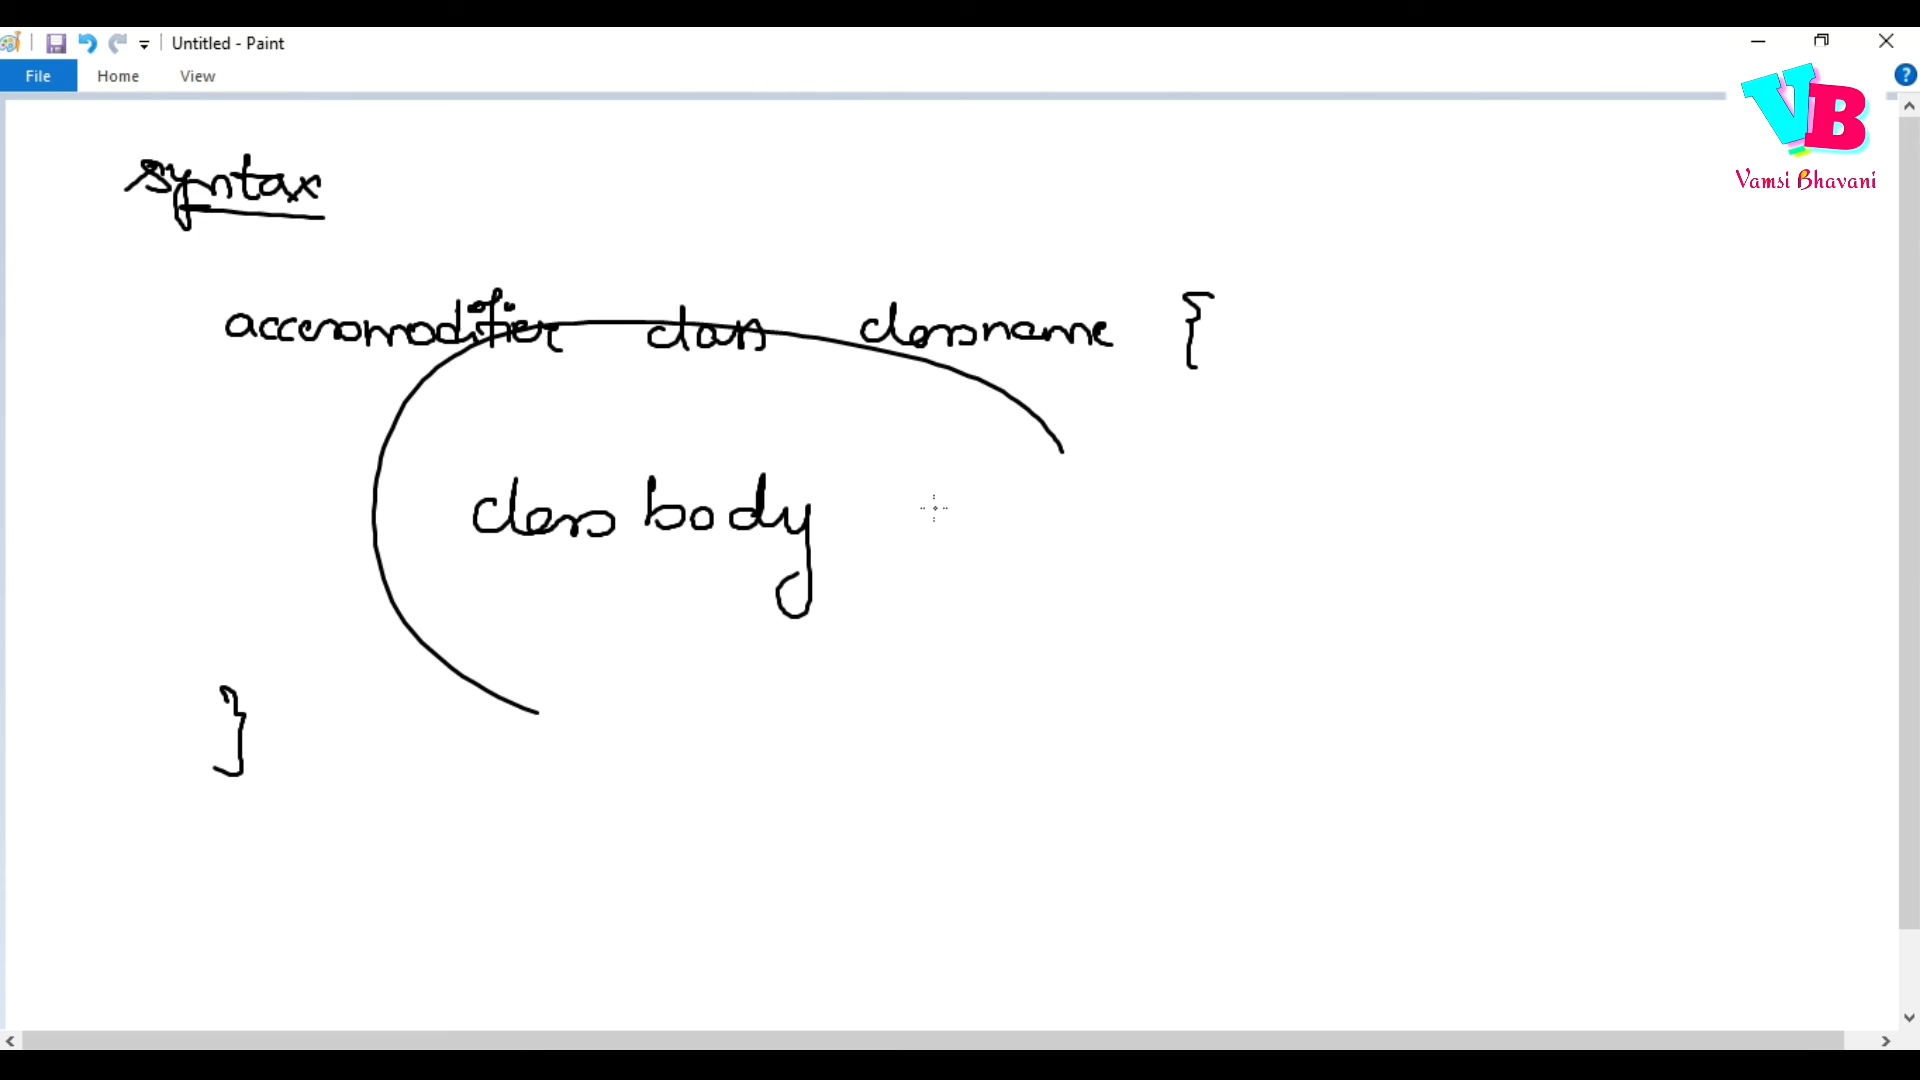 Untitled - Paint
File Home View
VB
Vamsi Bhavani
syntax
accessmodifier class classname {
class body
}